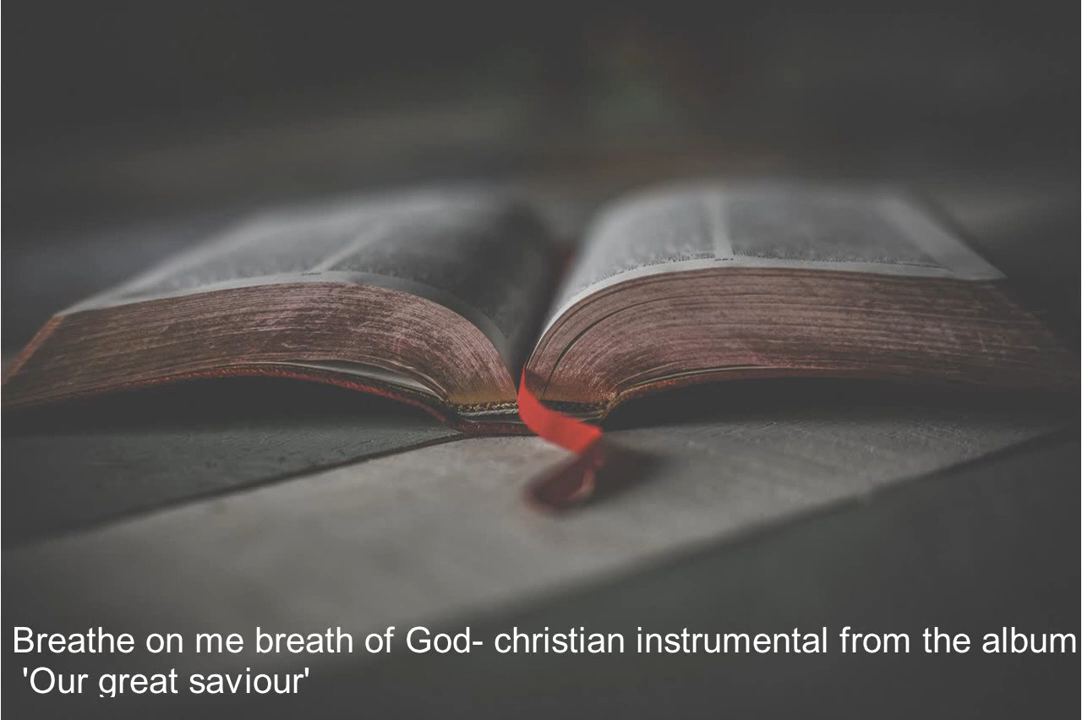 Breathe on me breath of God- christian instrumental from the album
'Our great saviour'